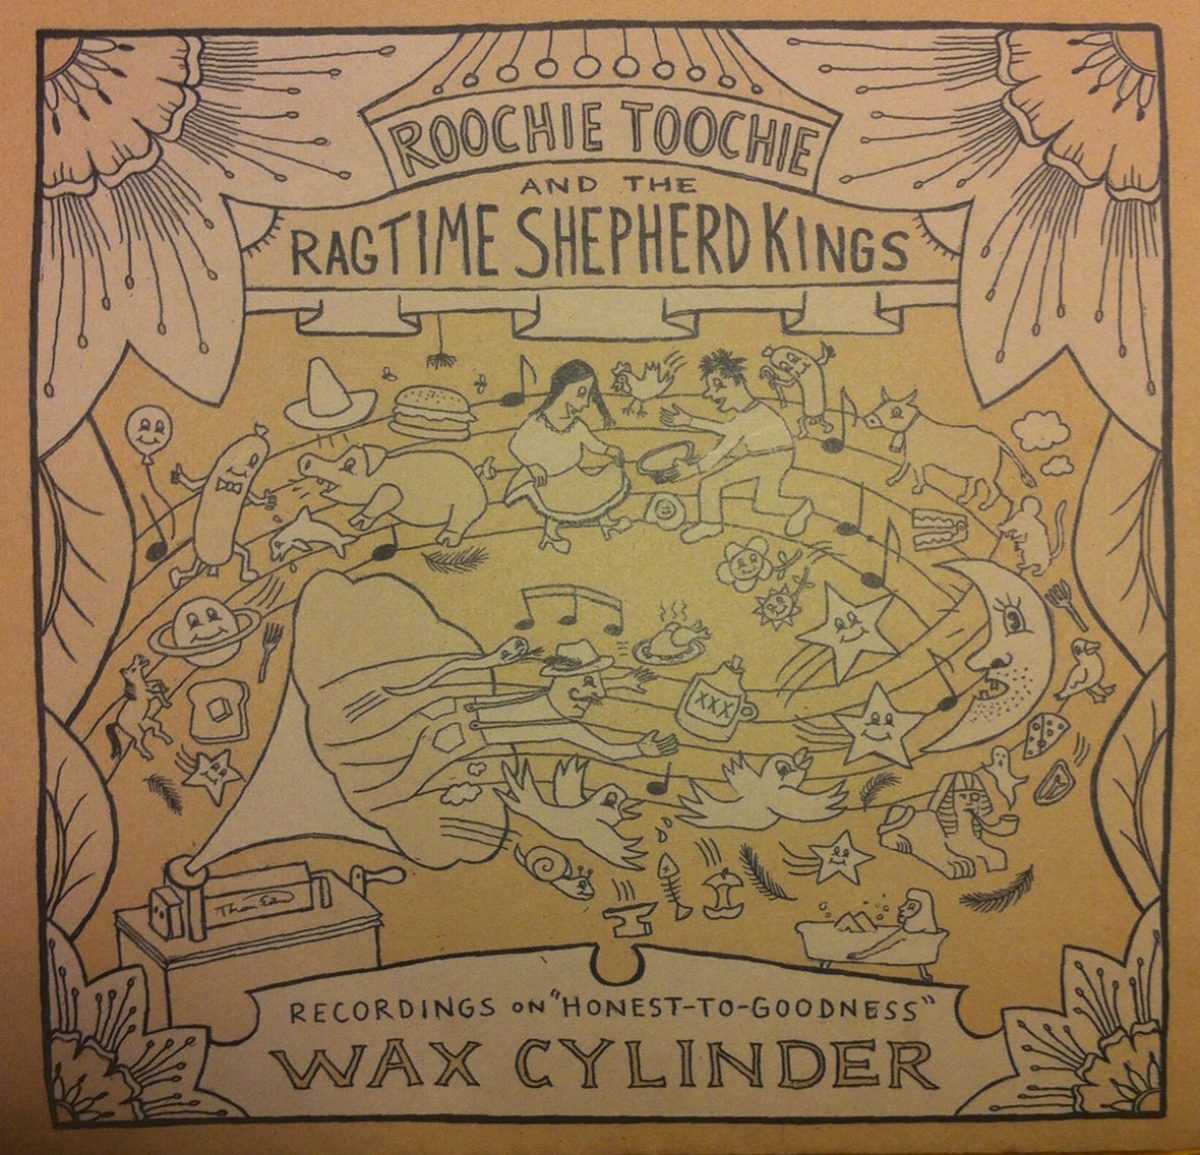 ROOCHIE TOOCHIE
AND THE
RAGTIME SHEPHERD KINGS
XXX
RECORDINGS ON "HONEST-TO-GOODNESS"
WAX CYLINDER